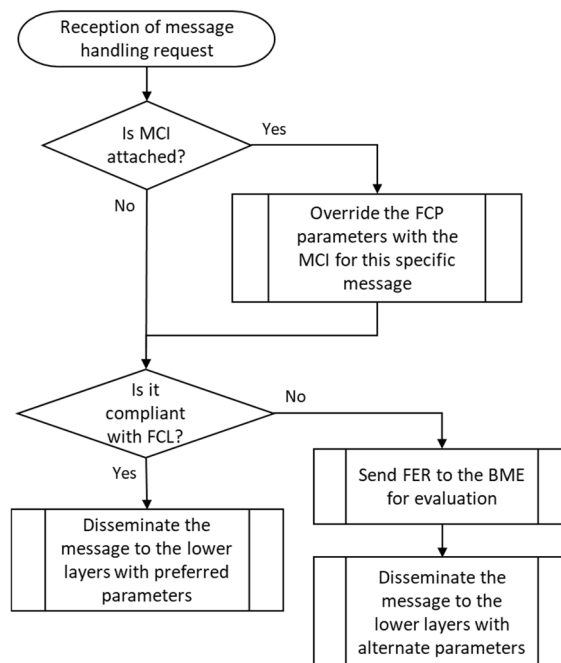 Reception of message
handling request
Is MCI
attached?
Yes
No
Override the FCP
parameters with the
MCI for this specific
message
Is it
compliant
with FCL?
No
Yes
Send FER to the BME
for evaluation
Disseminate the
message to the lower
layers with preferred
parameters
Disseminate the
message to the
lower layers with
alternate parameters